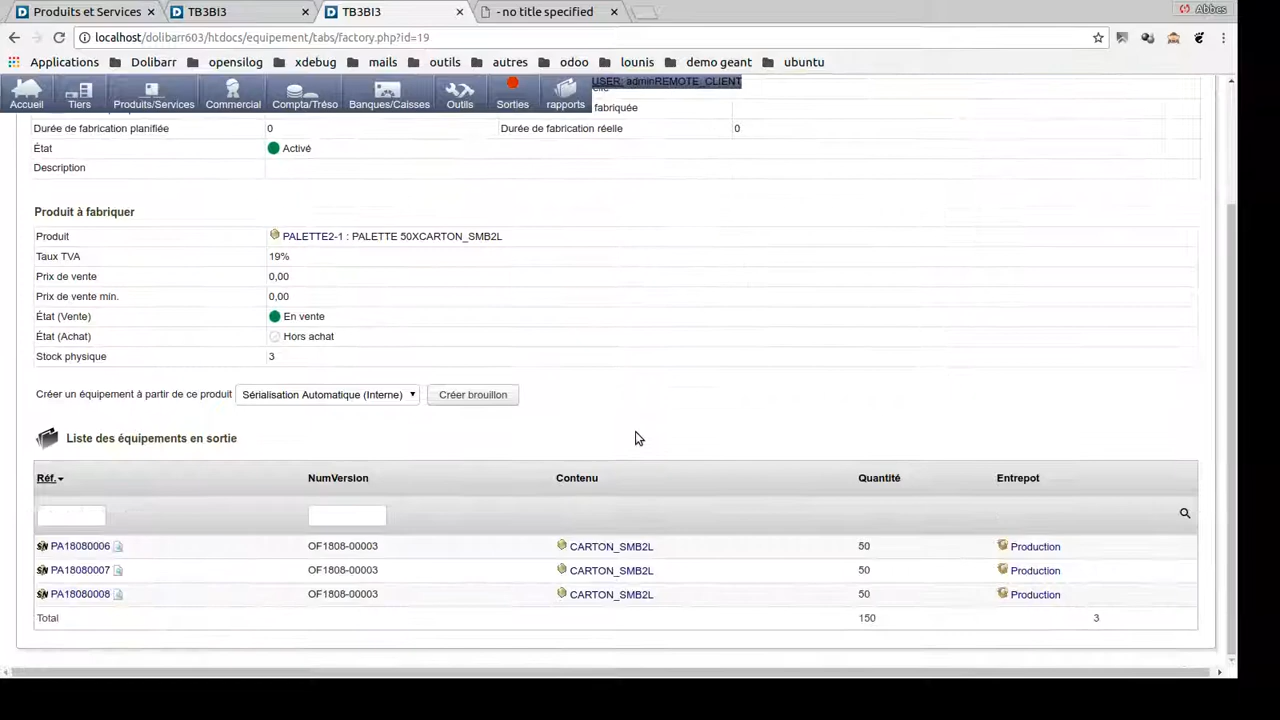 Produits et Services
TB3BI3
TB3BI3
- no title specified
Abbes
localhost/dolibarr603/htdocs/equipement/tabs/factory.php?id=19
Applications Dolibarr opensilog xdebug mails outils autres odoo lounis demo geant ubuntu
USER: adminREMOTE_CLIENT
Accueil Tiers Produits/Services Commercial Compta/Tréso Banques/Caisses Outils Sorties rapports
fabriquée
Durée de fabrication planifiée 0 Durée de fabrication réelle 0
État Activé
Description
Produit à fabriquer
Produit PALETTE2-1 : PALETTE 50XCARTON_SMB2L
Taux TVA 19%
Prix de vente 0,00
Prix de vente min. 0,00
État (Vente) En vente
État (Achat) Hors achat
Stock physique 3
Créer un équipement à partir de ce produit Sérialisation Automatique (Interne) Créer brouillon
Liste des équipements en sortie
Réf. NumVersion Contenu Quantité Entrepot
PA18080006 OF1808-00003 CARTON_SMB2L 50 Production
PA18080007 OF1808-00003 CARTON_SMB2L 50 Production
PA18080008 OF1808-00003 CARTON_SMB2L 50 Production
Total 150 3